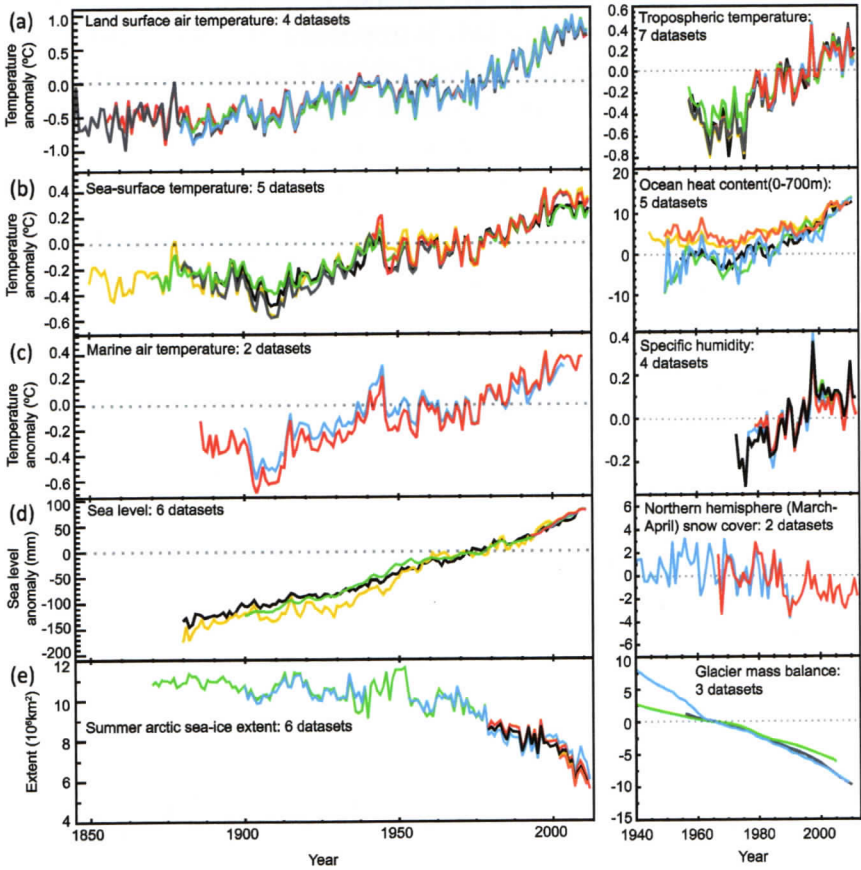 (a)
Land surface air temperature: 4 datasets
Temperature
anomaly (ºC)
1.0
0.5
0.0
-0.5
-1.0
Tropospheric temperature:
7 datasets
0.6
0.4
0.2
0.0
-0.2
-0.4
-0.6
-0.8
(b)
Sea-surface temperature: 5 datasets
Temperature
anomaly (ºC)
0.4
0.2
0.0
-0.2
-0.4
-0.6
Ocean heat content(0-700m):
5 datasets
20
10
0
-10
(c)
Marine air temperature: 2 datasets
Temperature
anomaly (ºC)
0.4
0.2
0.0
-0.2
-0.4
-0.6
Specific humidity:
4 datasets
0.4
0.2
0.0
-0.2
(d)
Sea level: 6 datasets
Sea level
anomaly (mm)
100
50
0
-50
-100
-150
-200
Northern hemisphere (March-
April) snow cover: 2 datasets
6
4
2
0
-2
-4
-6
(e)
Summer arctic sea-ice extent: 6 datasets
Extent (10⁶km²)
12
10
8
6
4
Glacier mass balance:
3 datasets
10
5
0
-5
-10
-15
1850
1900
1950
2000
Year
1940
1960
1980
2000
Year